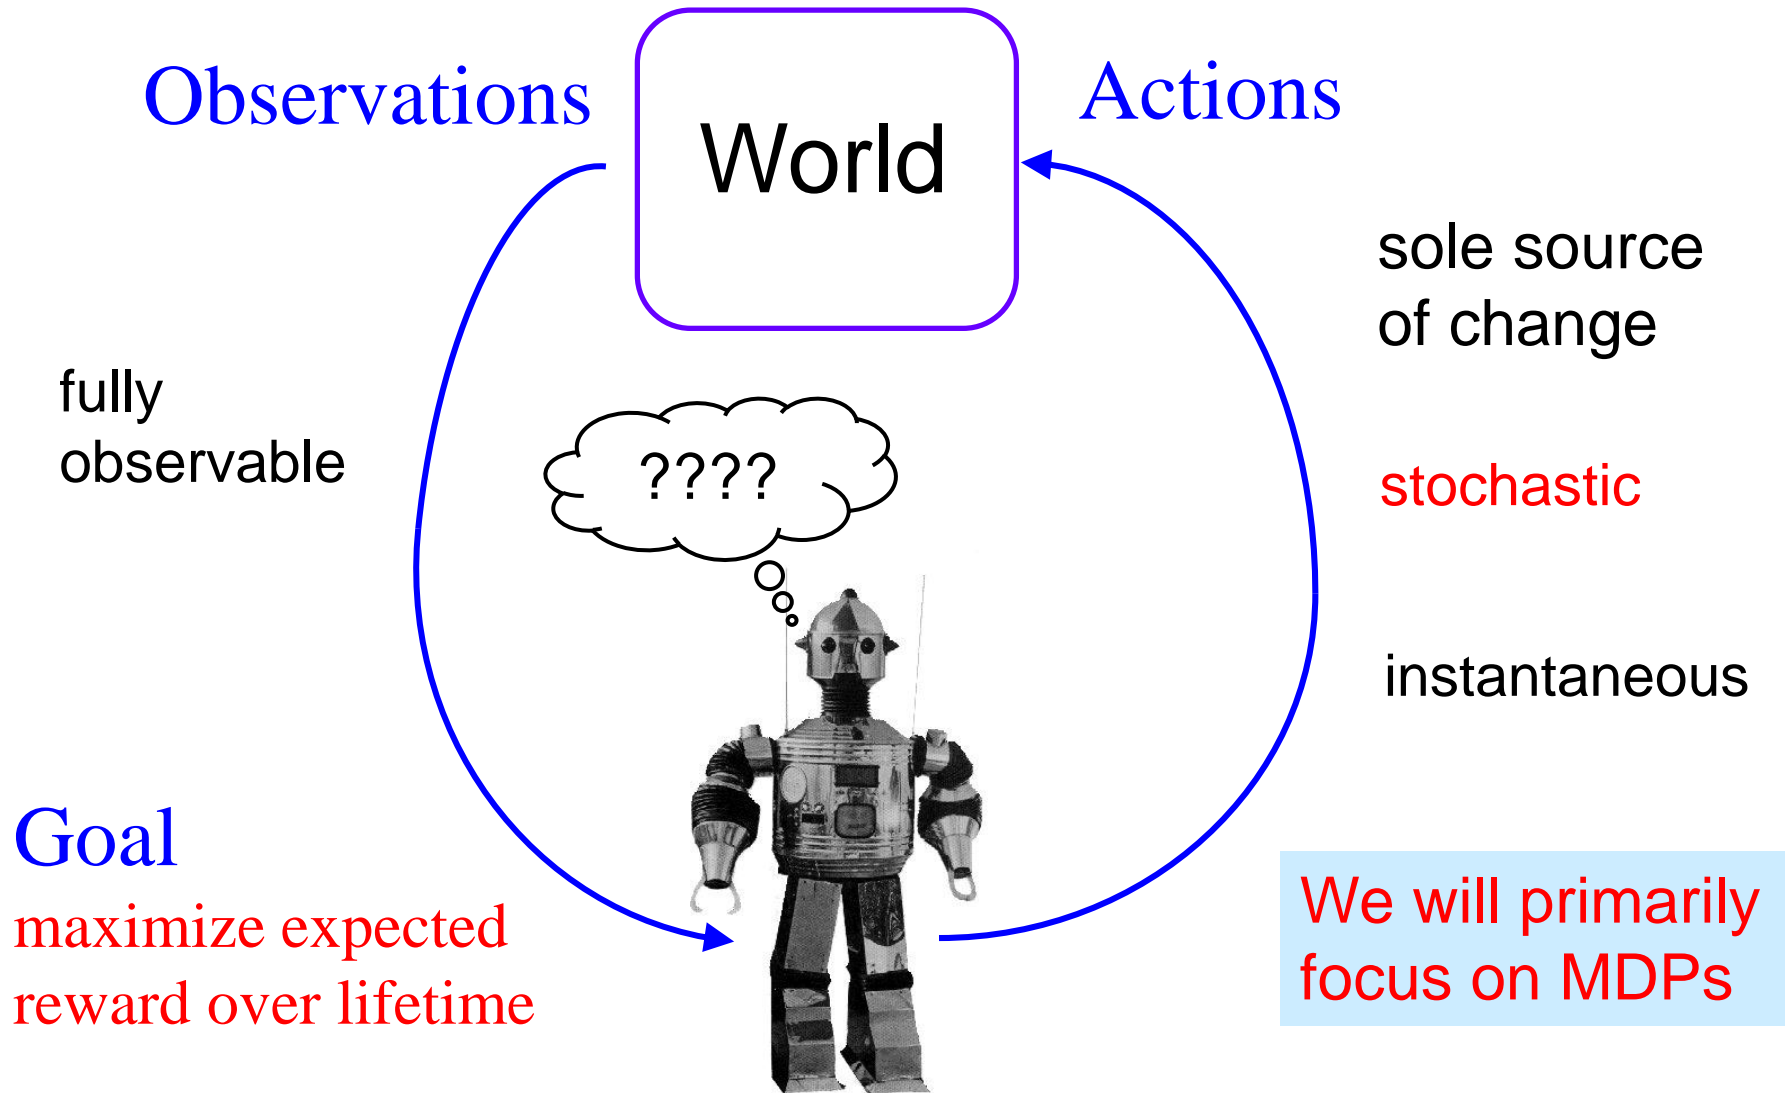 Observations
World
Actions
sole source
of change
fully
observable
????
stochastic
instantaneous
Goal
maximize expected
reward over lifetime
We will primarily
focus on MDPs